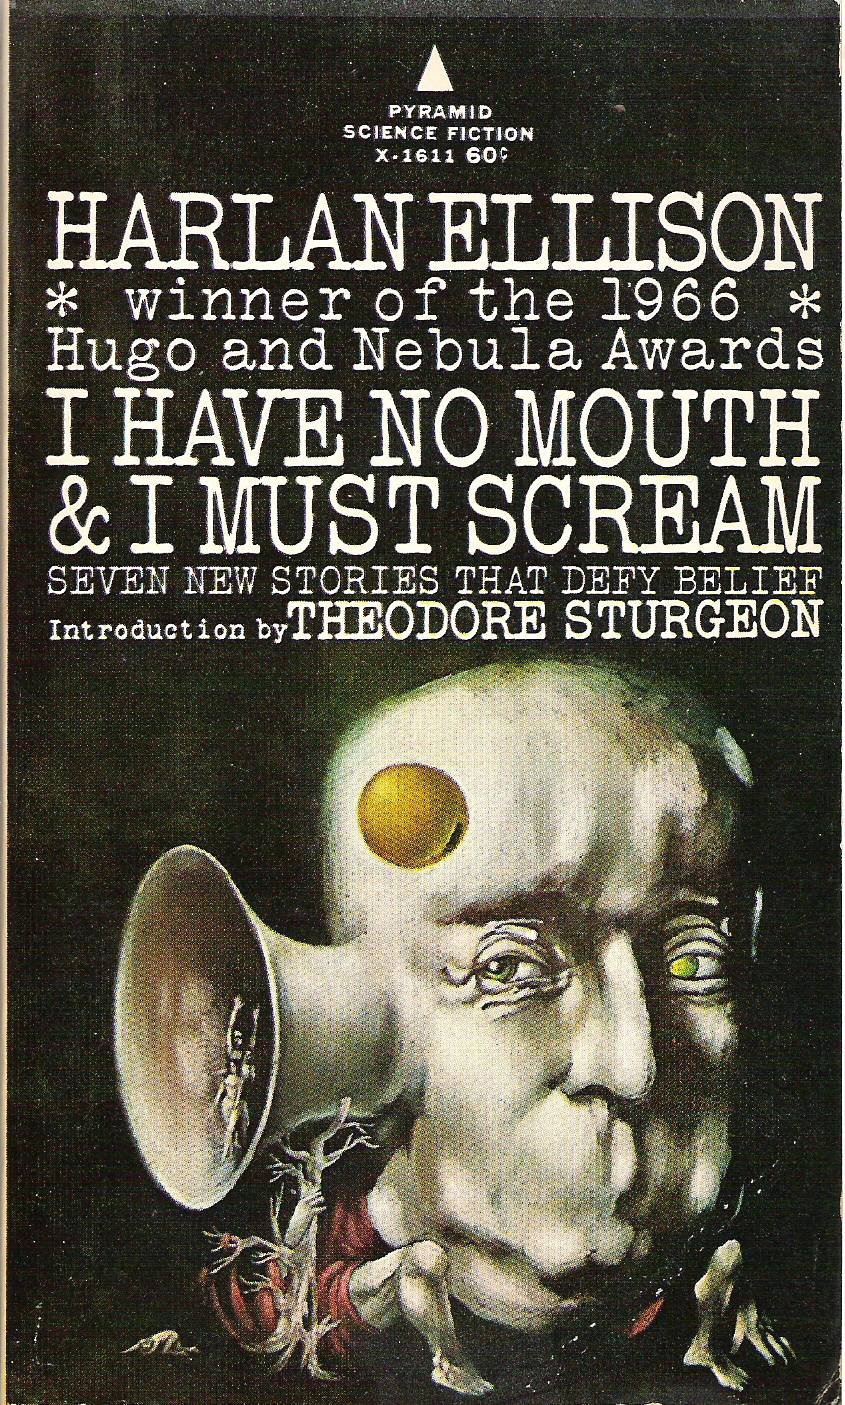 PYRAMID
SCIENCE FICTION
X-1611 60¢
HARLAN ELLISON
* winner of the 1966 *
Hugo and Nebula Awards
I HAVE NO MOUTH
& I MUST SCREAM
SEVEN NEW STORIES THAT DEFY BELIEF
Introduction by THEODORE STURGEON